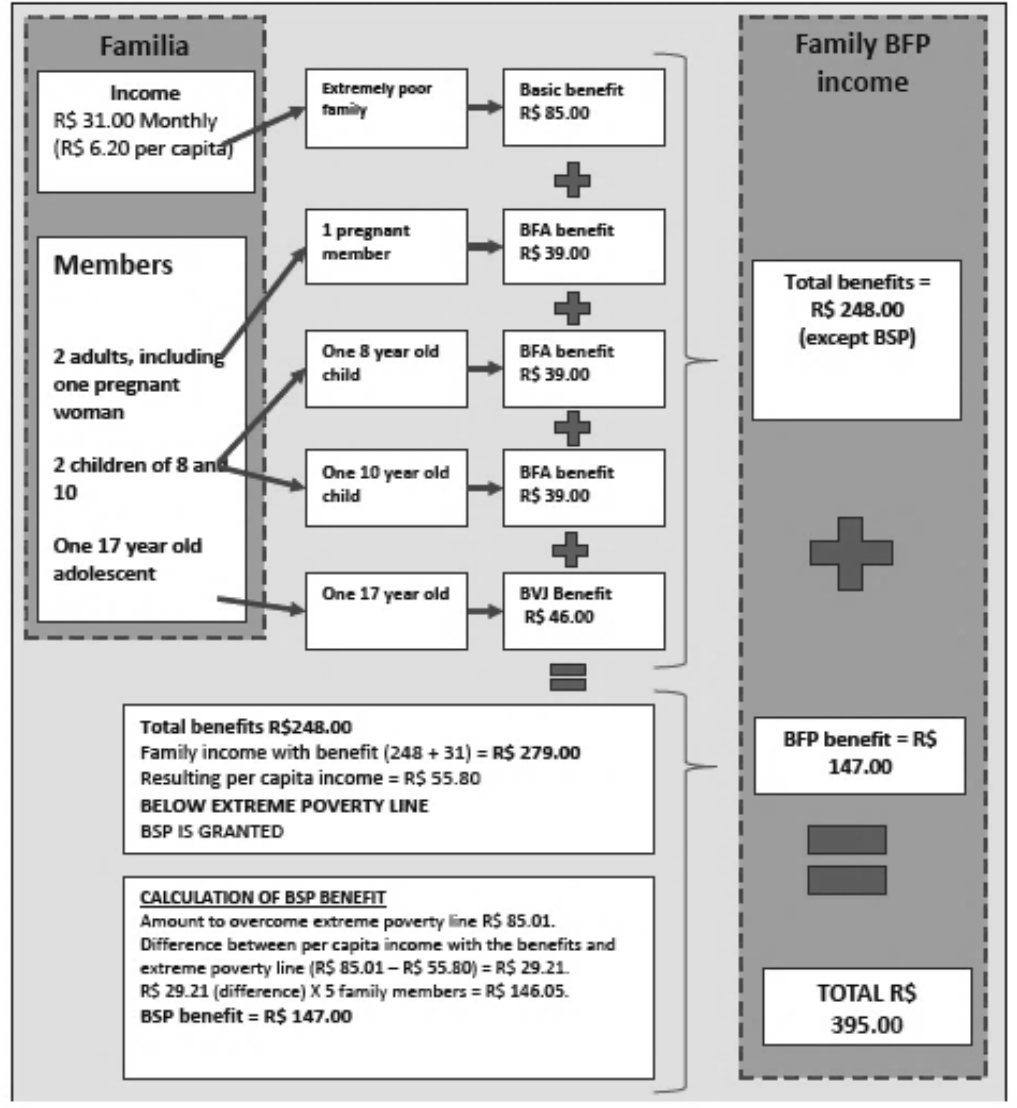 Familia
Income
R$ 31.00 Monthly
(R$ 6.20 per capita)
Members
2 adults, including
one pregnant
woman
2 children of 8 and
10
One 17 year old
adolescent
Extremely poor
family
Basic benefit
R$ 85.00
1 pregnant
member
BFA benefit
R$ 39.00
One 8 year old
child
BFA benefit
R$ 39.00
One 10 year old
child
BFA benefit
R$ 39.00
One 17 year old
BVJ Benefit
R$ 46.00
Total benefits R$248.00
Family income with benefit (248 + 31) = R$ 279.00
Resulting per capita income = R$ 55.80
BELOW EXTREME POVERTY LINE
BSP IS GRANTED
CALCULATION OF BSP BENEFIT
Amount to overcome extreme poverty line R$ 85.01.
Difference between per capita income with the benefits and
extreme poverty line (R$ 85.01 – R$ 55.80) = R$ 29.21.
R$ 29.21 (difference) X 5 family members = R$ 146.05.
BSP benefit = R$ 147.00
Family BFP
income
Total benefits =
R$ 248.00
(except BSP)
BFP benefit = R$
147.00
TOTAL R$
395.00